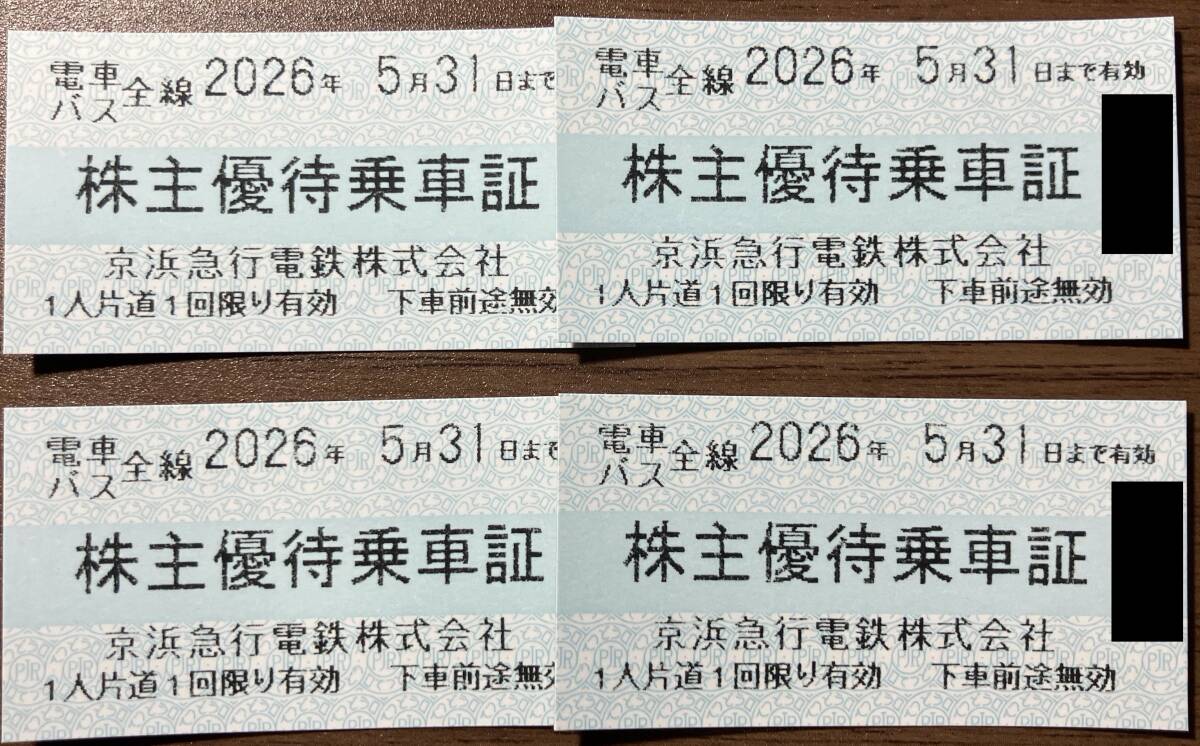 電車バス全線2026年 5月31日まで
株主優待乗車証
京浜急行電鉄株式会社
1人片道1回限り有効 下車前途無効
電車バス全線2026年 5月31日まで有効
株主優待乗車証
京浜急行電鉄株式会社
1人片道1回限り有効 下車前途無効
電車バス全線2026年 5月31日まで
株主優待乗車証
京浜急行電鉄株式会社
1人片道1回限り有効 下車前途無効
電車バス全線2026年 5月31日まで有効
株主優待乗車証
京浜急行電鉄株式会社
1人片道1回限り有効 下車前途無効